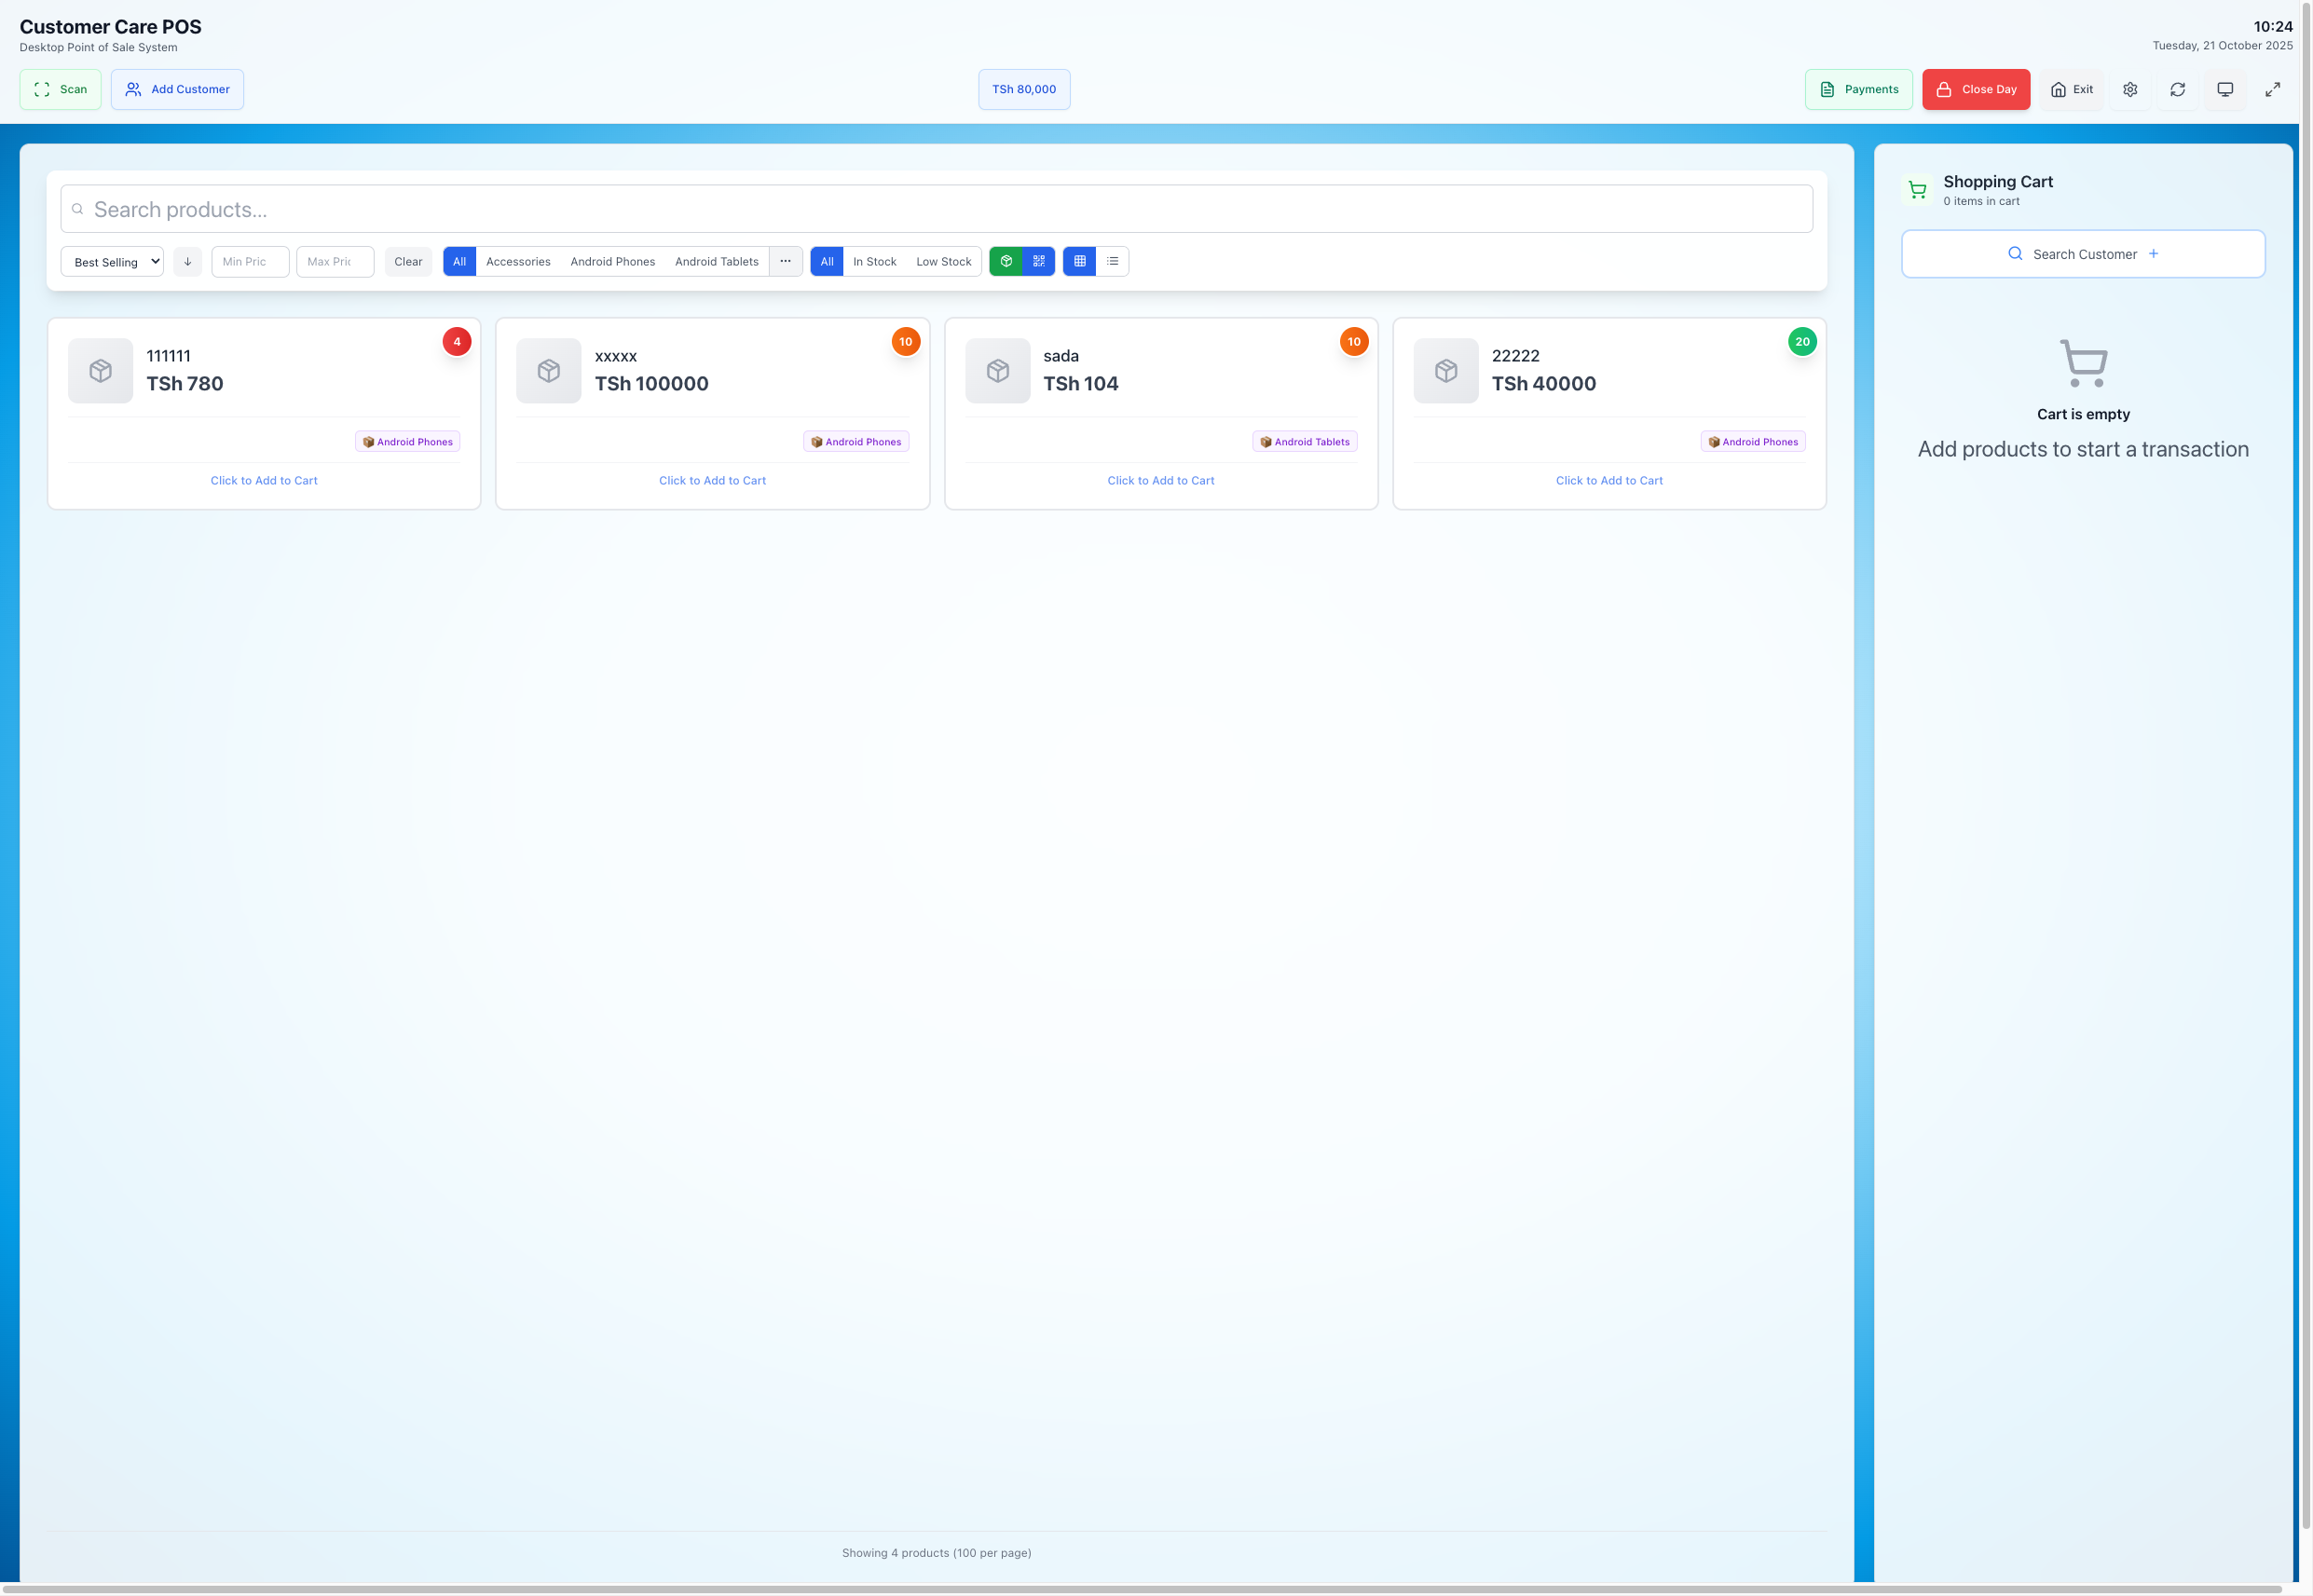 Customer Care POS
Desktop Point of Sale System
10:24
Tuesday, 21 October 2025
Scan
Add Customer
TSh 80,000
Payments
Close Day
Exit
Search products...
Best Selling
Min Pric
Max Pric
Clear
All
Accessories
Android Phones
Android Tablets
All
In Stock
Low Stock
4
111111
TSh 780
Android Phones
Click to Add to Cart
10
xxxxx
TSh 100000
Android Phones
Click to Add to Cart
10
sada
TSh 104
Android Tablets
Click to Add to Cart
20
22222
TSh 40000
Android Phones
Click to Add to Cart
Showing 4 products (100 per page)
Shopping Cart
0 items in cart
Search Customer +
Cart is empty
Add products to start a transaction